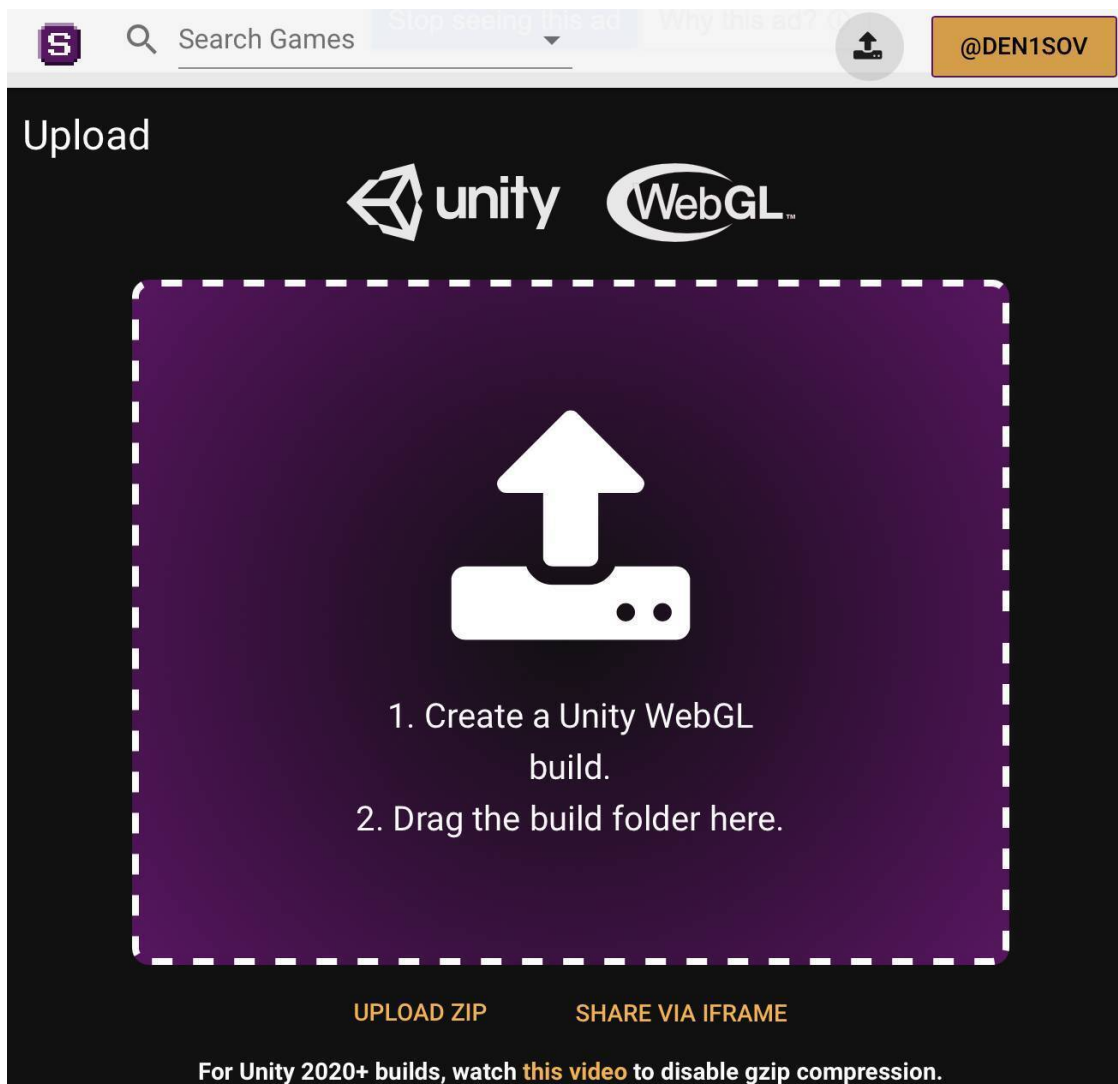 S
Search Games
Stop seeing this ad
Why this ad?
@DEN1SOV
Upload
unity
WebGL™
1. Create a Unity WebGL
build.
2. Drag the build folder here.
UPLOAD ZIP
SHARE VIA IFRAME
For Unity 2020+ builds, watch this video to disable gzip compression.